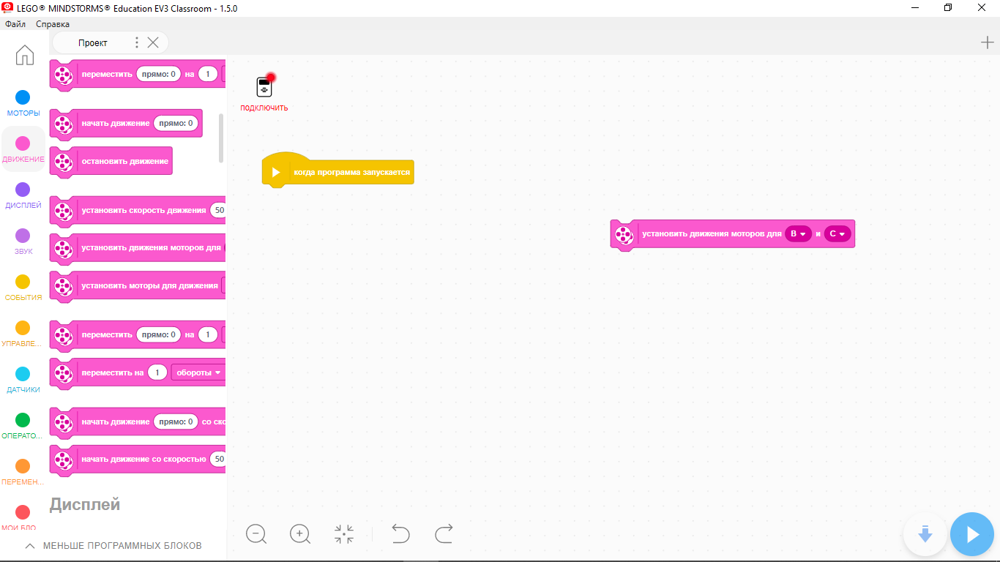 LEGO® MINDSTORMS® Education EV3 Classroom - 1.5.0
Файл Справка
Проект
МОТОРЫ
ДВИЖЕНИЕ
ДИСПЛЕЙ
ЗВУК
СОБЫТИЯ
УПРАВЛЕ...
ДАТЧИКИ
ОПЕРАТО...
ПЕРЕМЕН...
МОИ БЛО
переместить прямо: 0 на 1
начать движение прямо: 0
остановить движение
установить скорость движения 50
установить движения моторов для
установить моторы для движения
переместить прямо: 0 на 1
переместить на 1 обороты
начать движение прямо: 0 со ско
начать движение со скоростью 50
Дисплей
МЕНЬШЕ ПРОГРАММНЫХ БЛОКОВ
ПОДКЛЮЧИТЬ
когда программа запускается
установить движения моторов для B и C